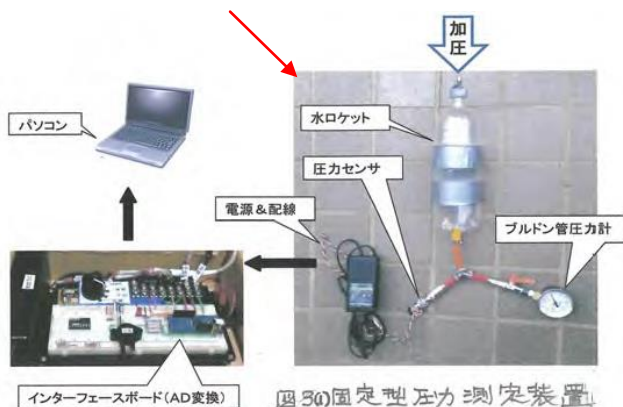 加圧
パソコン
水ロケット
圧力センサ
電源&配線
ブルドン管圧力計
インターフェースボード(AD変換)
図3(a)固定型圧力測定装置